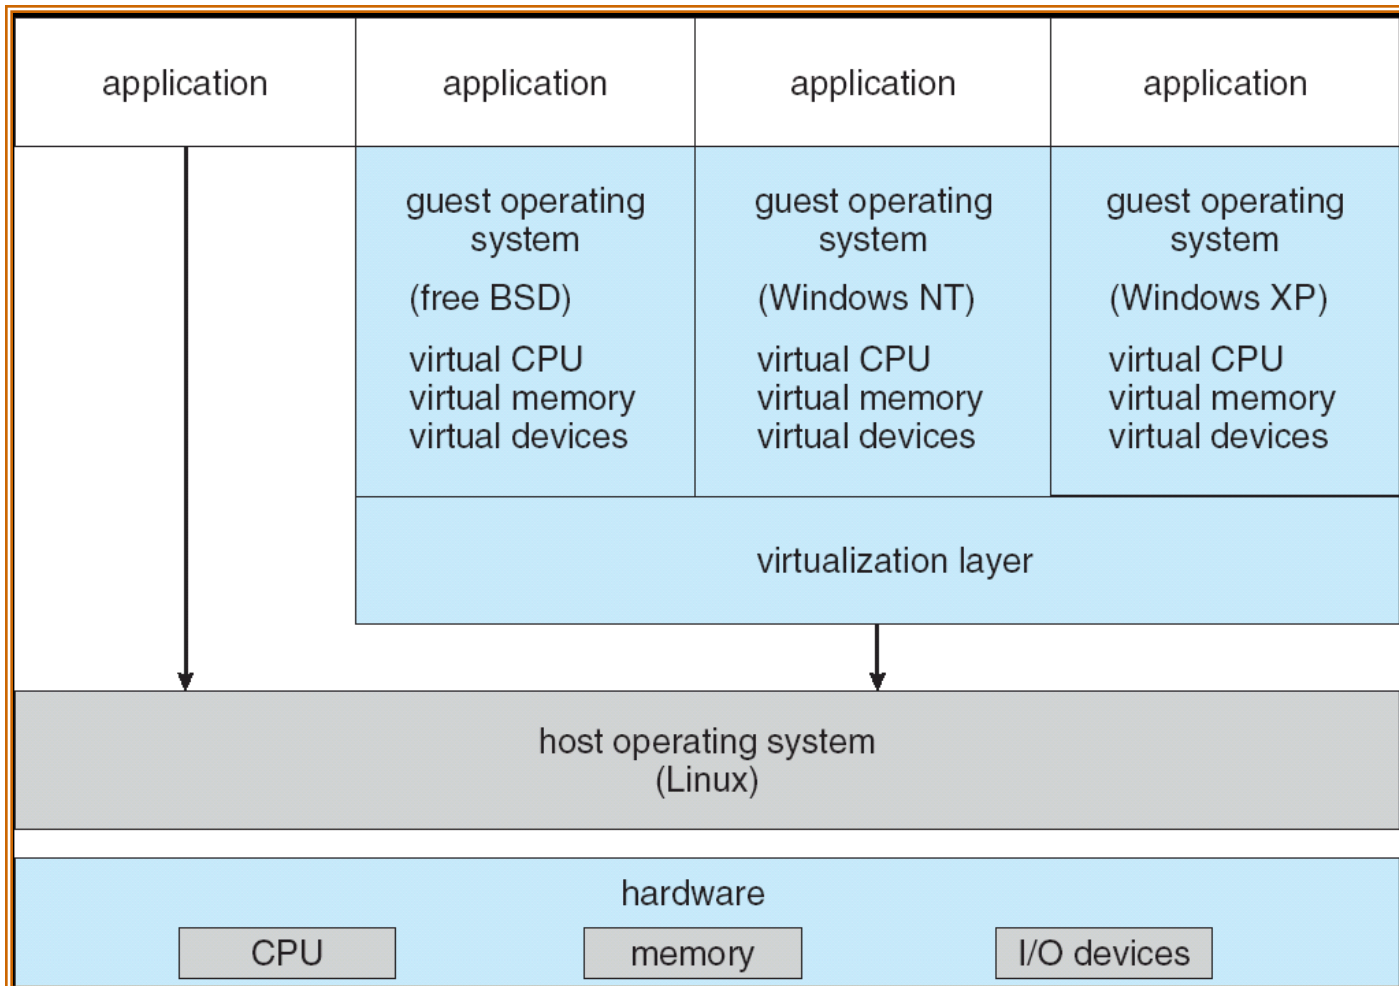 application
application
application
application
guest operating
system
(free BSD)
virtual CPU
virtual memory
virtual devices
guest operating
system
(Windows NT)
virtual CPU
virtual memory
virtual devices
guest operating
system
(Windows XP)
virtual CPU
virtual memory
virtual devices
virtualization layer
host operating system
(Linux)
hardware
CPU
memory
I/O devices